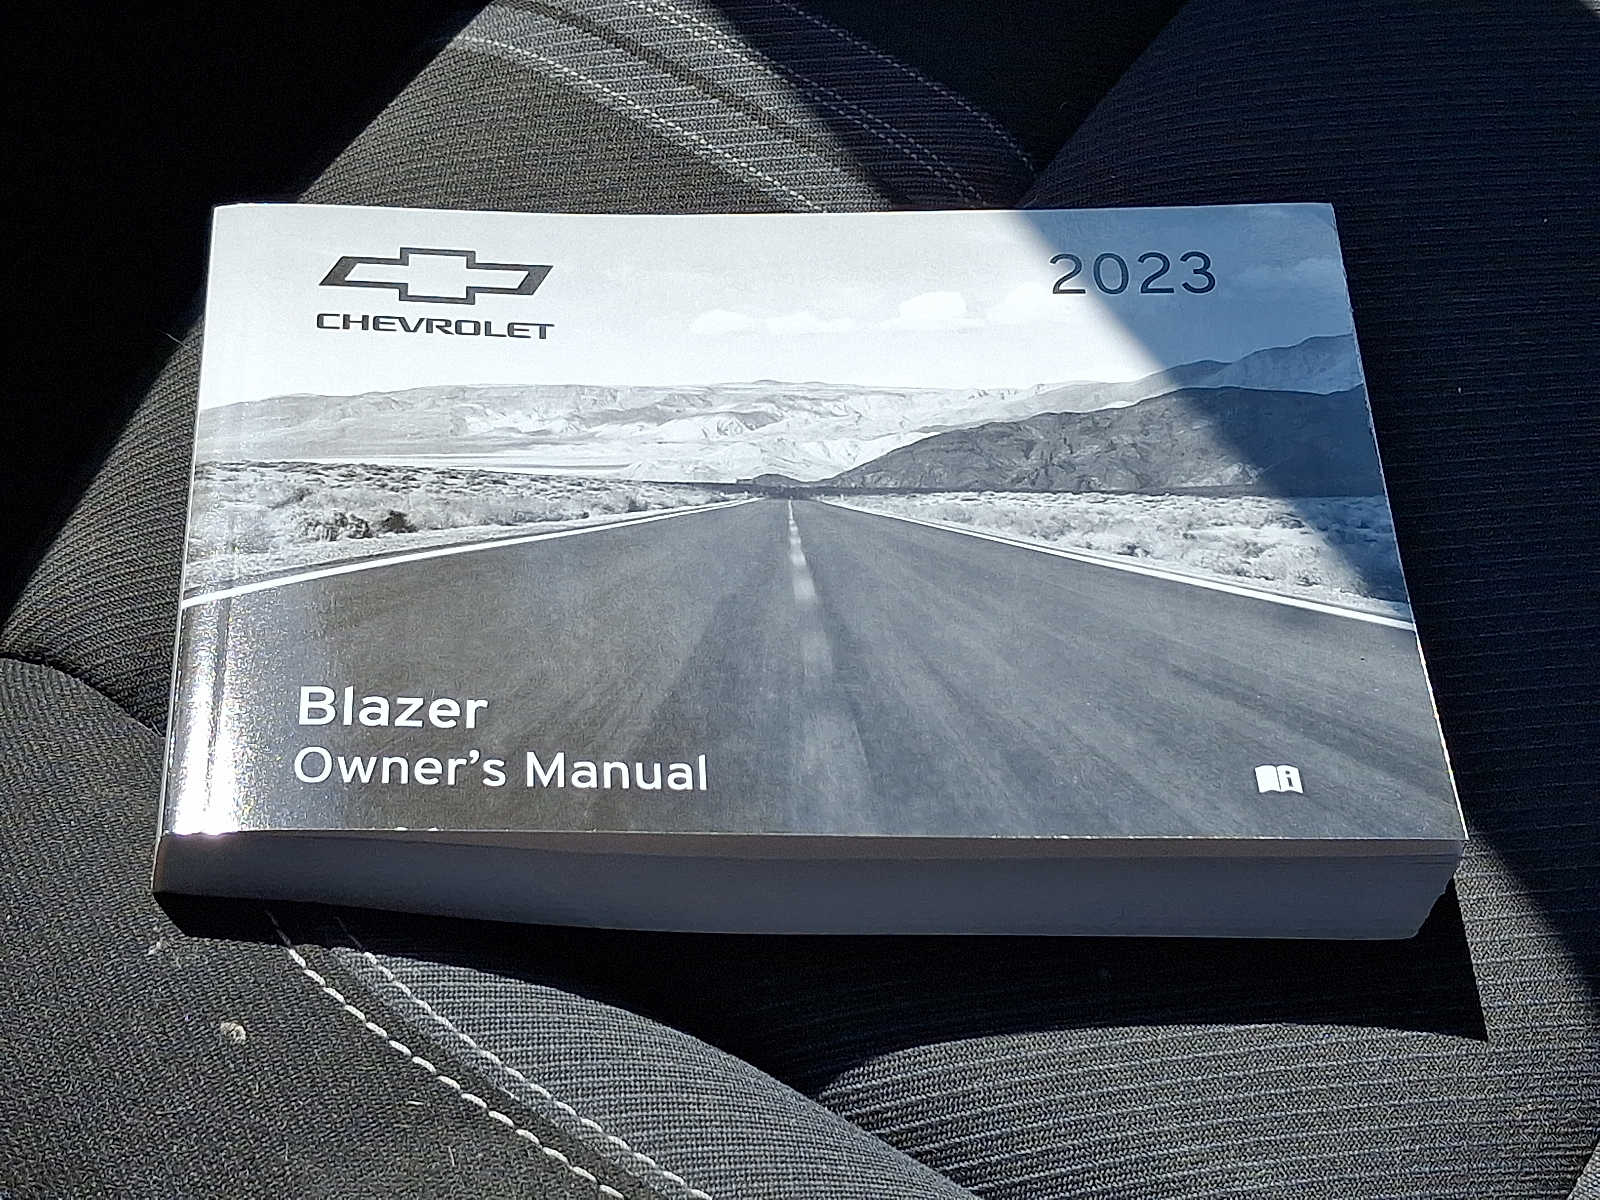 CHEVROLET
2023
Blazer
Owner's Manual